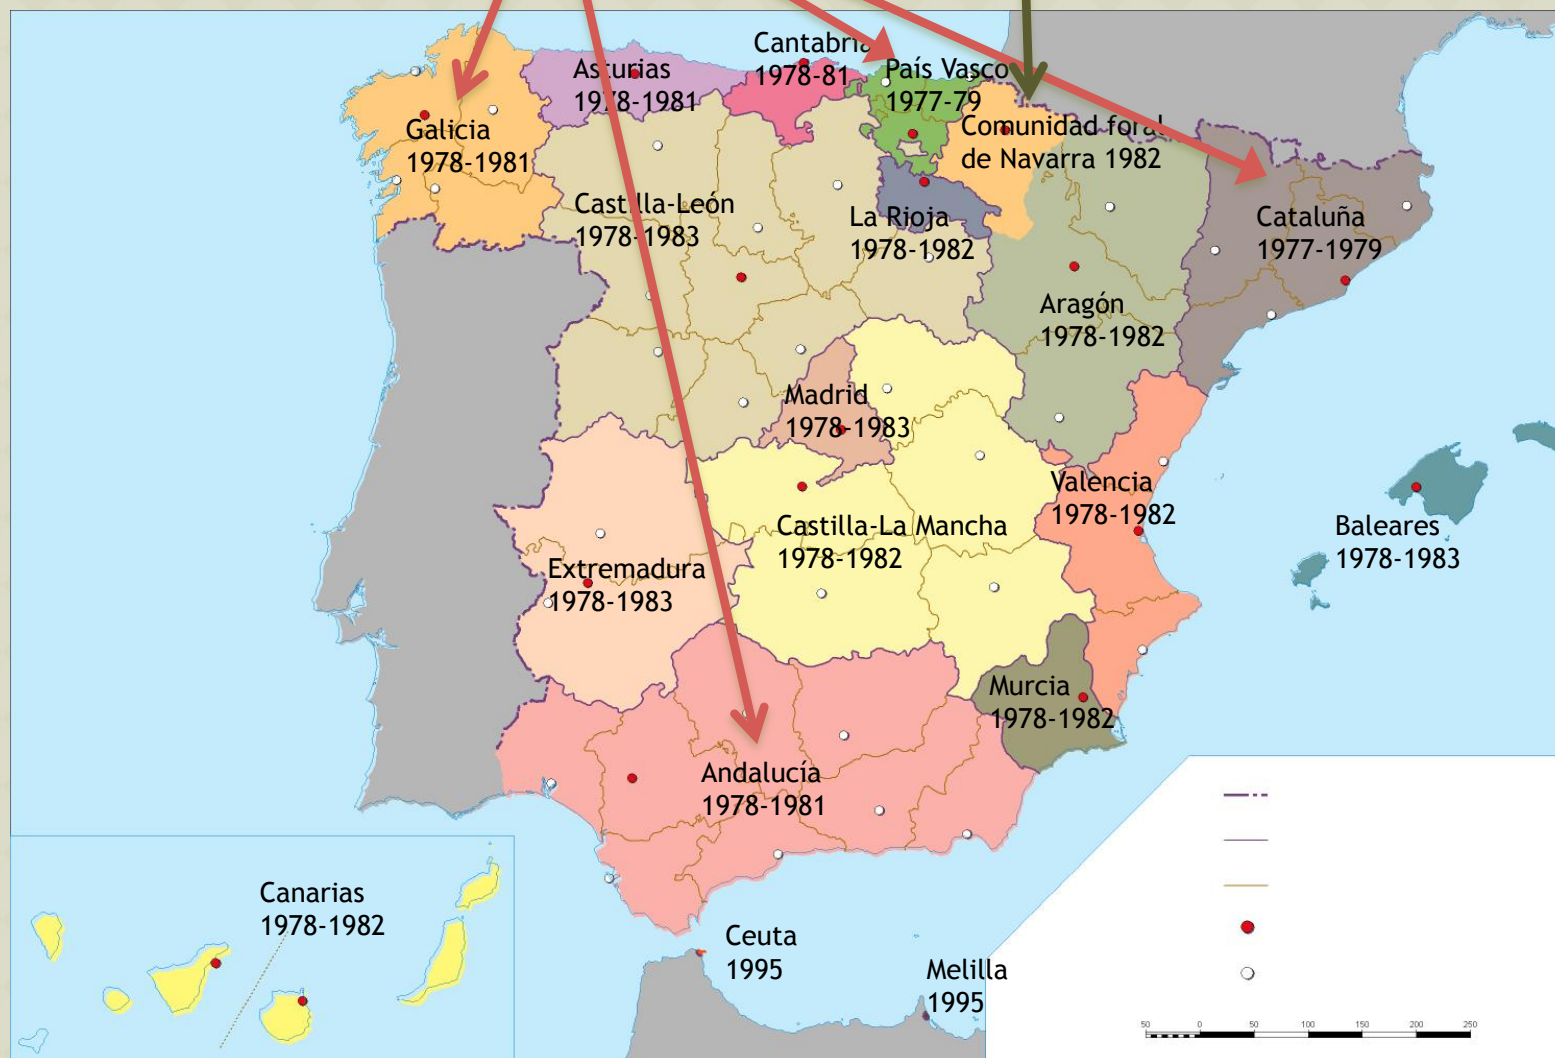 Cantabria
1978-81
Asturias
1978-1981
País Vasco
1977-79
Galicia
1978-1981
Comunidad foral
de Navarra 1982
Castilla-León
1978-1983
La Rioja
1978-1982
Cataluña
1977-1979
Aragón
1978-1982
Madrid
1978-1983
Valencia
1978-1982
Castilla-La Mancha
1978-1982
Baleares
1978-1983
Extremadura
1978-1983
Murcia
1978-1982
Andalucía
1978-1981
Canarias
1978-1982
Ceuta
1995
Melilla
1995
50 0 50 100 150 200 250